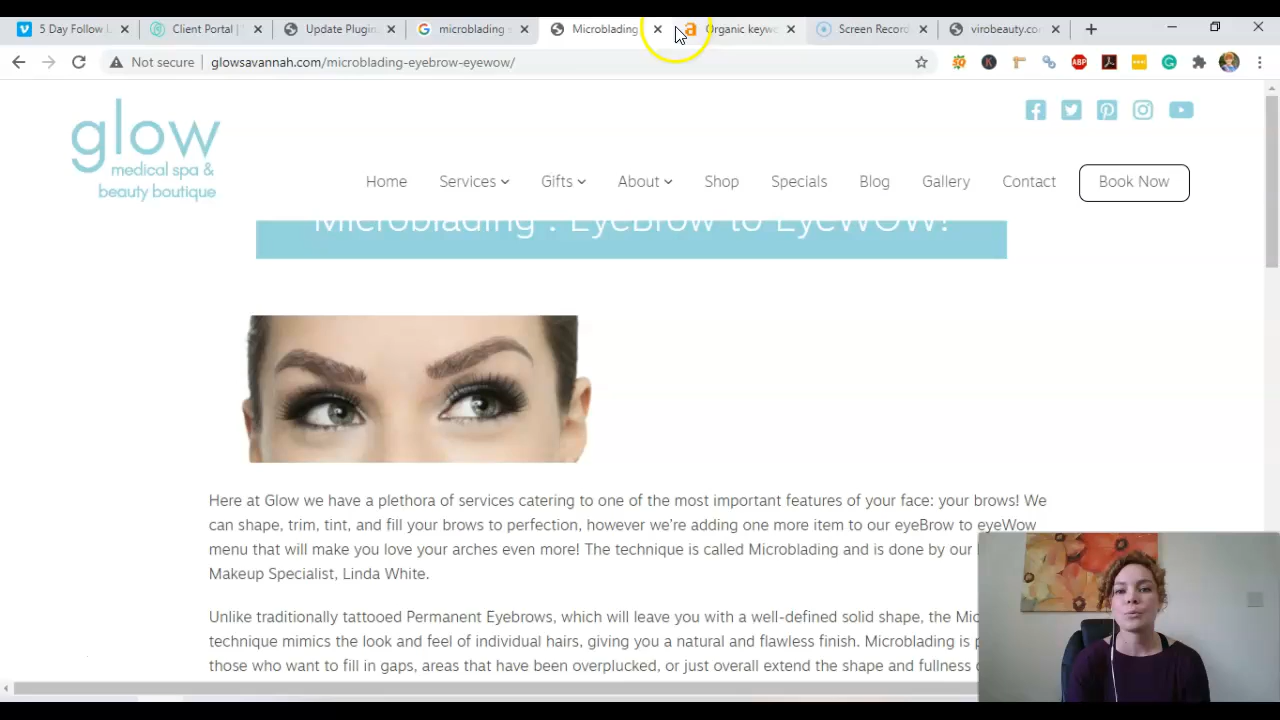 5 Day Follow
Client Portal |
Update Plugin
microblading
Microblading
Organic keyw
Screen Record
virobeauty.co
Not secure | glowsavannah.com/microblading-eyebrow-eyewow/
glow
medical spa &
beauty boutique
Home Services Gifts About Shop Specials Blog Gallery Contact Book Now
Microblading : EyeBrow to EyeWOW!
Here at Glow we have a plethora of services catering to one of the most important features of your face: your brows! We
can shape, trim, tint, and fill your brows to perfection, however we're adding one more item to our eyeBrow to eyeWow
menu that will make you love your arches even more! The technique is called Microblading and is done by our
Makeup Specialist, Linda White.
Unlike traditionally tattooed Permanent Eyebrows, which will leave you with a well-defined solid shape, the
technique mimics the look and feel of individual hairs, giving you a natural and flawless finish. Microblading is
those who want to fill in gaps, areas that have been overplucked, or just overall extend the shape and fullness